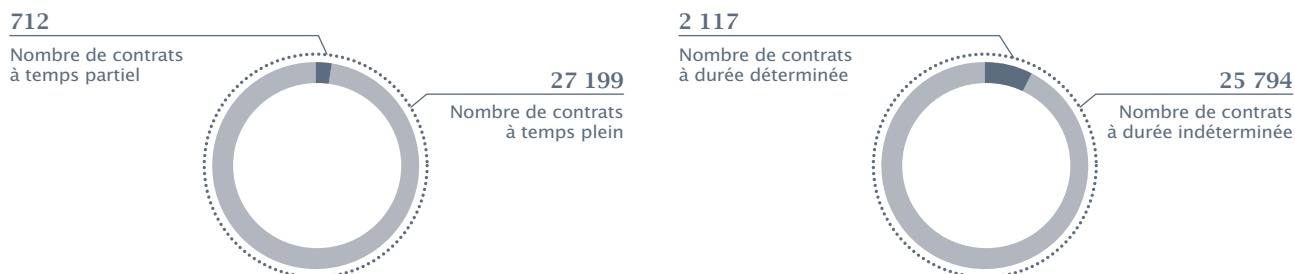 712
Nombre de contrats
à temps partiel
27 199
Nombre de contrats
à temps plein
2 117
Nombre de contrats
à durée déterminée
25 794
Nombre de contrats
à durée indéterminée